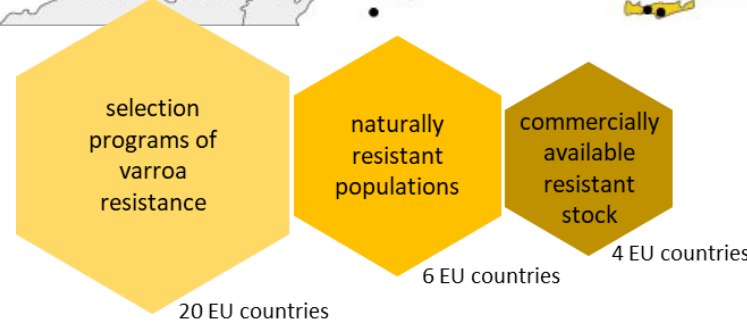 selection
programs of
varroa
resistance
20 EU countries
naturally
resistant
populations
6 EU countries
commercially
available
resistant
stock
4 EU countries